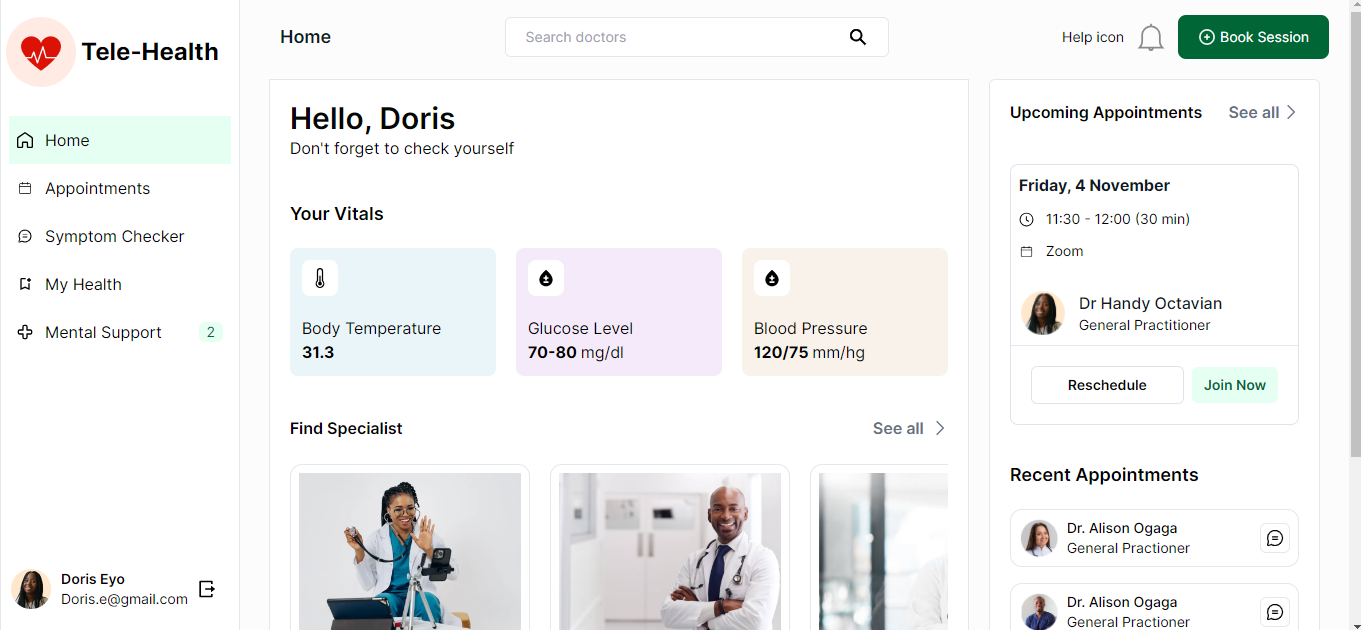 Tele-Health
Home
Appointments
Symptom Checker
My Health
Mental Support 2
Doris Eyo
Doris.e@gmail.com
Home
Search doctors
Help icon
Book Session
Hello, Doris
Don't forget to check yourself
Your Vitals
Body Temperature
31.3
Glucose Level
70-80 mg/dl
Blood Pressure
120/75 mm/hg
Find Specialist
See all
Upcoming Appointments
See all
Friday, 4 November
11:30 - 12:00 (30 min)
Zoom
Dr Handy Octavian
General Practitioner
Reschedule
Join Now
Recent Appointments
Dr. Alison Ogaga
General Practioner
Dr. Alison Ogaga
General Practioner